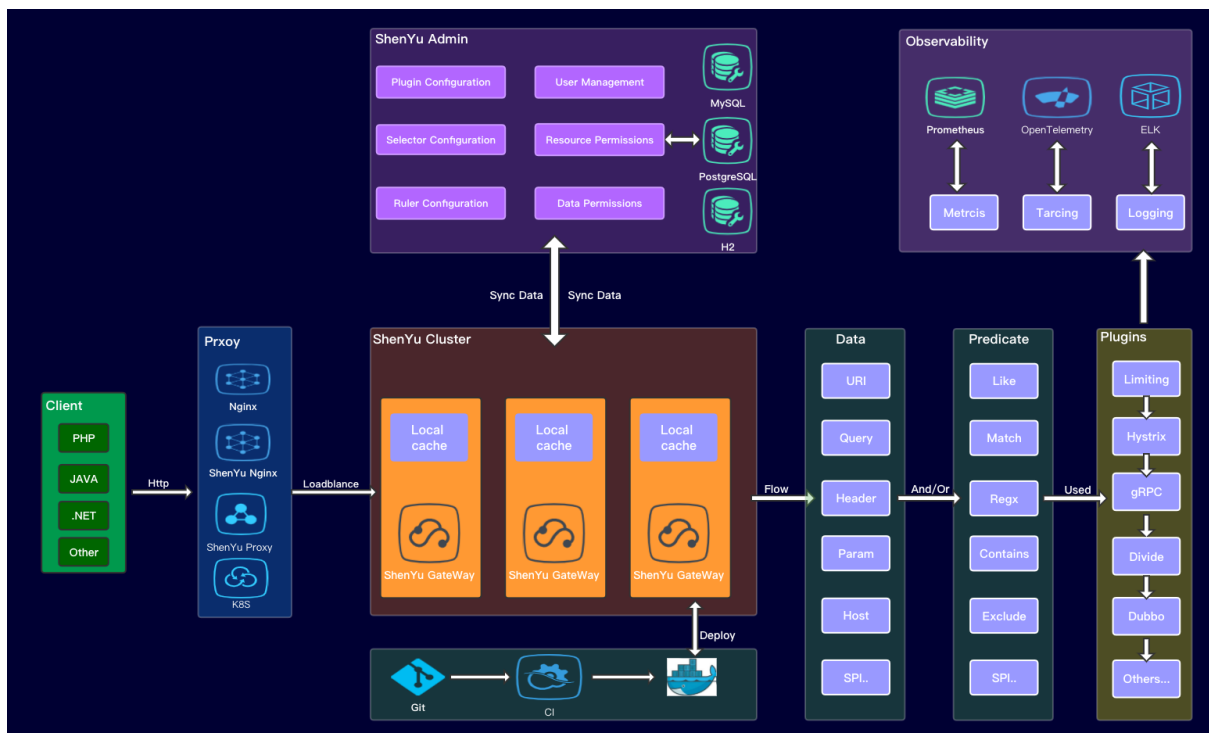 ShenYu Admin
Plugin Configuration
User Management
MySQL
Selector Configuration
Resource Permissions
PostgreSQL
Ruler Configuration
Data Permissions
H2
Observability
Prometheus
OpenTelemetry
ELK
Metrcis
Tarcing
Logging
Sync Data
Sync Data
Client
PHP
JAVA
.NET
Other
Http
Prxoy
Nginx
ShenYu Nginx
ShenYu Proxy
K8S
Loadblance
ShenYu Cluster
Local
cache
ShenYu GateWay
Local
cache
ShenYu GateWay
Local
cache
ShenYu GateWay
Deploy
Git
CI
Flow
Data
URI
Query
Header
Param
Host
SPI..
And/Or
Predicate
Like
Match
Regx
Contains
Exclude
SPI..
Used
Plugins
Limiting
Hystrix
gRPC
Divide
Dubbo
Others...